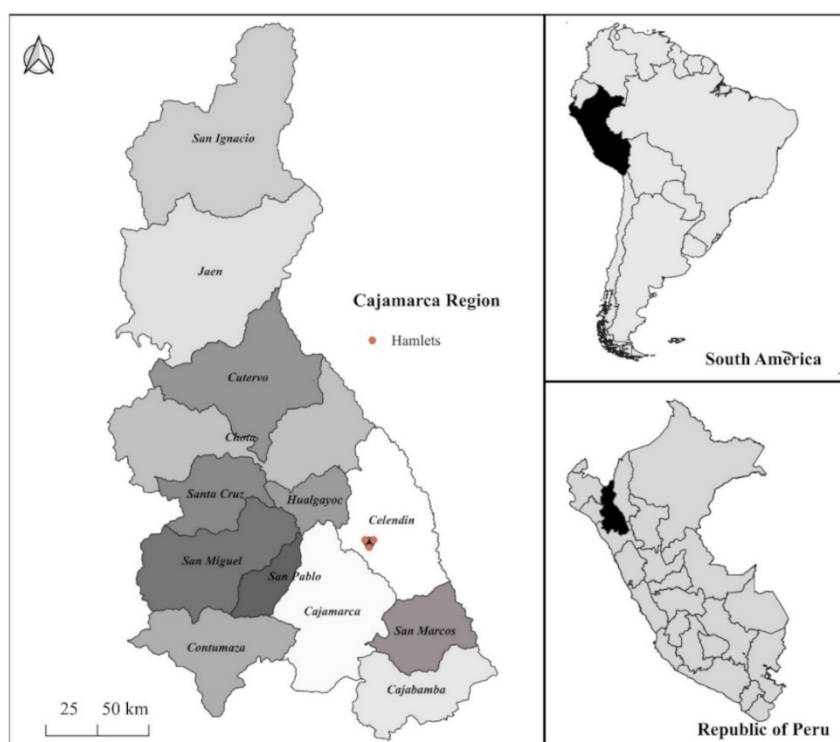 San Ignacio
Jaen
Cajamarca Region
Hamlets
Cutervo
Chota
Santa Cruz
Hualgayoc
Celendin
San Miguel
San Pablo
Cajamarca
San Marcos
Contumaza
Cajabamba
25 50 km
South America
Republic of Peru